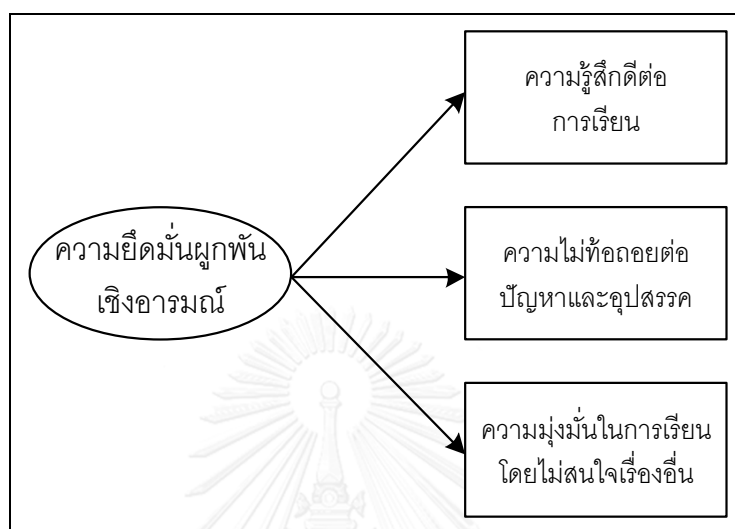 ความรู้สึกดีต่อ
การเรียน
ความยึดมั่นผูกพัน
เชิงอารมณ์
ความไม่ท้อถอยต่อ
ปัญหาและอุปสรรค
ความมุ่งมั่นในการเรียน
โดยไม่สนใจเรื่องอื่น